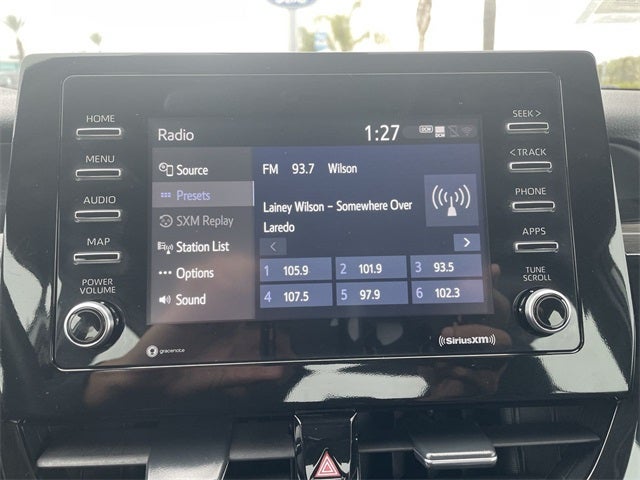 HOME
MENU
AUDIO
MAP
POWER
VOLUME
Radio
1:27
DCM
DCM
Source
Presets
SXM Replay
Station List
Options
Sound
FM 93.7 Wilson
Lainey Wilson - Somewhere Over
Laredo
<
>
1 105.9 2 101.9 3 93.5
4 107.5 5 97.9 6 102.3
SEEK >
< TRACK
PHONE
APPS
TUNE
SCROLL
gracenote
SiriusXM